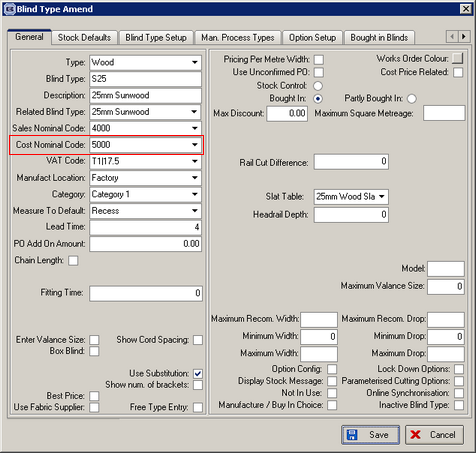 Blind Type Amend
General Stock Defaults Blind Type Setup Man. Process Types Option Setup Bought in Blinds
Type: Wood
Blind Type: S25
Description: 25mm Sunwood
Related Blind Type: 25mm Sunwood
Sales Nominal Code: 4000
Cost Nominal Code: 5000
VAT Code: T1|17.5
Manufact Location: Factory
Category: Category 1
Measure To Default: Recess
Lead Time: 4
PO Add On Amount: 0.00
Chain Length:
Fitting Time: 0
Enter Valance Size: Show Cord Spacing:
Box Blind:
Use Substitution:
Show num. of brackets:
Best Price:
Use Fabric Supplier: Free Type Entry:
Pricing Per Metre Width: Works Order Colour:
Use Unconfirmed PO: Cost Price Related:
Stock Control:
Bought In: Partly Bought In:
Max Discount: 0.00 Maximum Square Metreage:
Rail Cut Difference: 0
Slat Table: 25mm Wood Sla
Headrail Depth: 0
Model:
Maximum Valance Size: 0
Maximum Recom. Width: Maximum Recom. Drop:
Minimum Width: 0 Minimum Drop: 0
Maximum Width: Maximum Drop:
Option Config: Lock Down Options:
Display Stock Message: Parameterised Cutting Options:
Not In Use: Online Synchronisation:
Manufacture / Buy In Choice: Inactive Blind Type:
Save Cancel